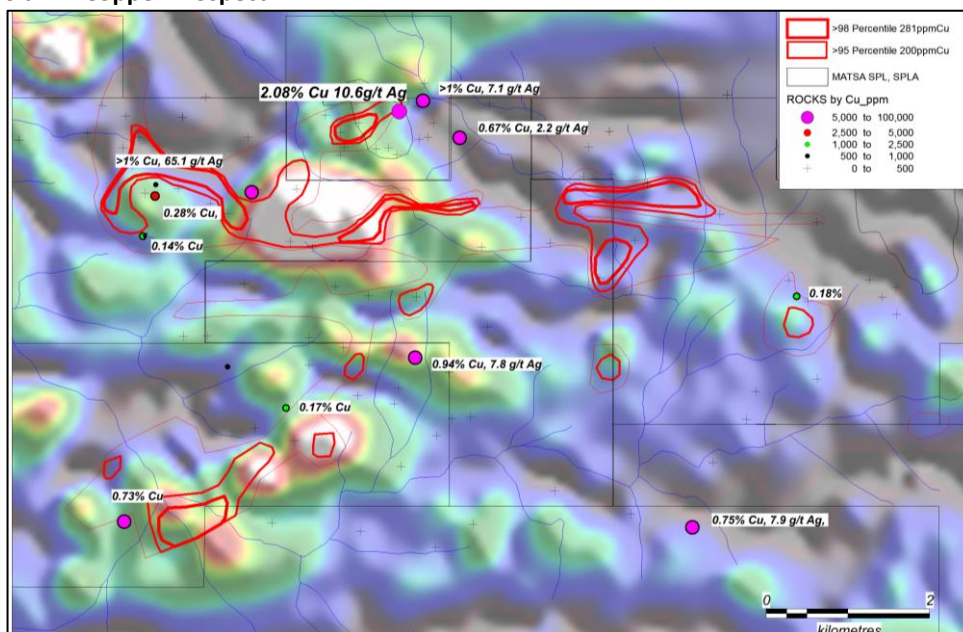 >98 Percentile 281ppmCu
>95 Percentile 200ppmCu
MATSA SPL, SPLA
ROCKS by Cu_ppm
5,000 to 100,000
2,500 to 5,000
1,000 to 2,500
500 to 1,000
0 to 500
2.08% Cu 10.6g/t Ag
>1% Cu, 7.1 g/t Ag
0.67% Cu, 2.2 g/t Ag
>1% Cu, 65.1 g/t Ag
0.28% Cu,
0.14% Cu
0.18%
0.94% Cu, 7.8 g/t Ag
0.17% Cu
0.73% Cu
0.75% Cu, 7.9 g/t Ag,
0 2
kilometres